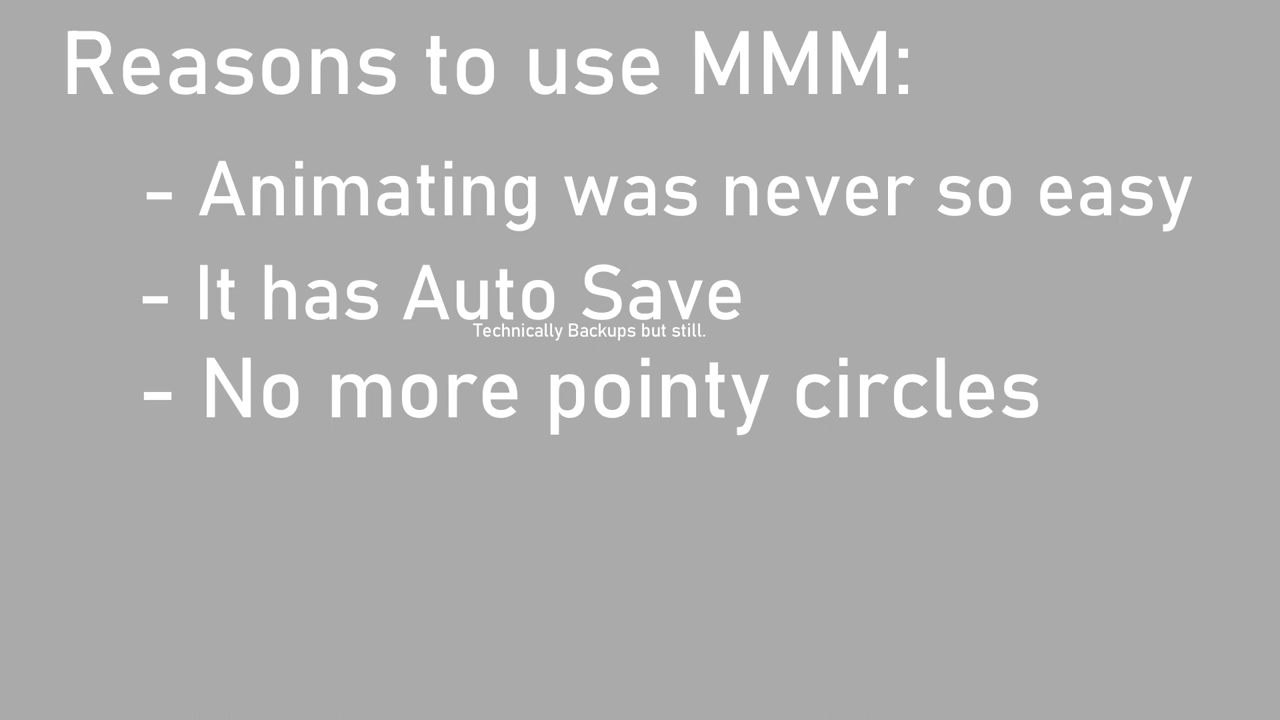 Reasons to use MMM:
- Animating was never so easy
- It has Auto Save
Technically Backups but still.
- No more pointy circles